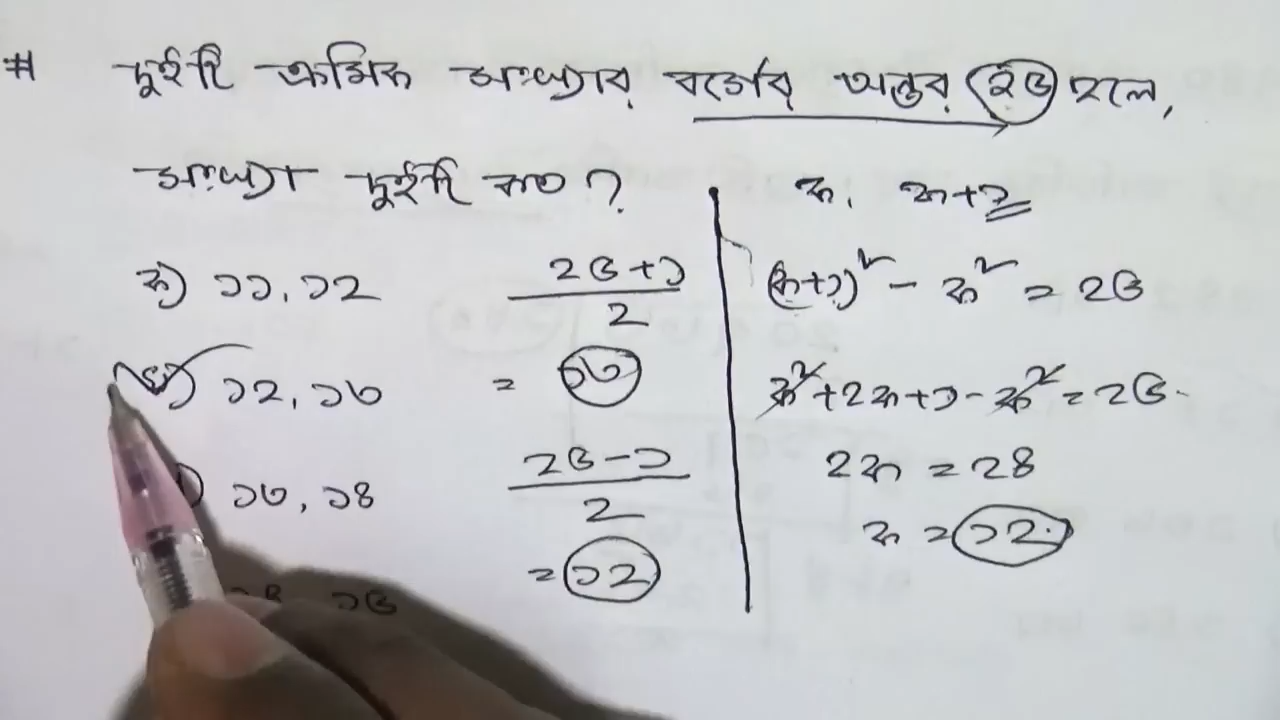 # দুইটি ক্রমিক সংখ্যার বর্গের অন্তর ২৫ হলে,
সংখ্যা দুইটি কত?
ক) ১১, ১২
খ) ১২, ১৩
) ১৩, ১৪
১৪ ১৫
২৫+১
২
= ১৩
২৫-১
২
= ১২
ক, ক+১
(ক+১)² - ক² = ২৫
ক²+২ক+১-ক² = ২৫.
২ক = ২৪
ক = ১২.